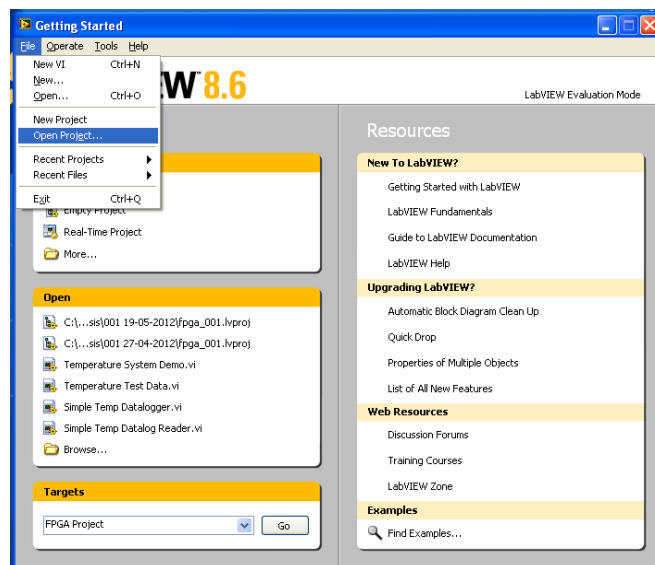 Getting Started
File Operate Tools Help
New VI Ctrl+N
New...
Open... Ctrl+O
New Project
Open Project...
Recent Projects
Recent Files
Exit Ctrl+Q
W 8.6
LabVIEW Evaluation Mode
Empty Project
Real-Time Project
More...
Open
C:\...sis\001 19-05-2012\fpga_001.lvproj
C:\...sis\001 27-04-2012\fpga_001.lvproj
Temperature System Demo.vi
Temperature Test Data.vi
Simple Temp Datalogger.vi
Simple Temp Datalog Reader.vi
Browse...
Targets
FPGA Project Go
Resources
New To LabVIEW?
Getting Started with LabVIEW
LabVIEW Fundamentals
Guide to LabVIEW Documentation
LabVIEW Help
Upgrading LabVIEW?
Automatic Block Diagram Clean Up
Quick Drop
Properties of Multiple Objects
List of All New Features
Web Resources
Discussion Forums
Training Courses
LabVIEW Zone
Examples
Find Examples...